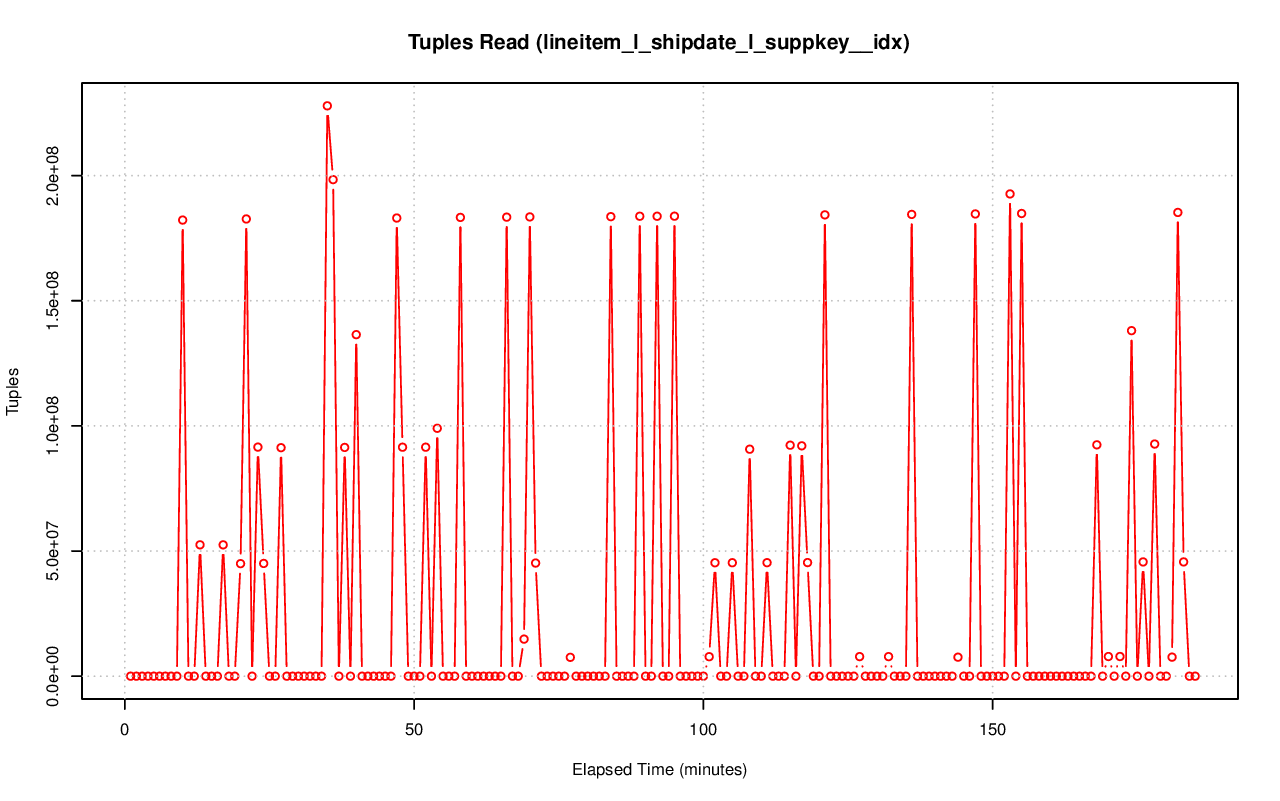 Tuples Read (lineitem_l_shipdate_l_suppkey__idx)
2.0e+08
1.5e+08
1.0e+08
5.0e+07
0.0e+00
Tuples
0 50 100 150
Elapsed Time (minutes)